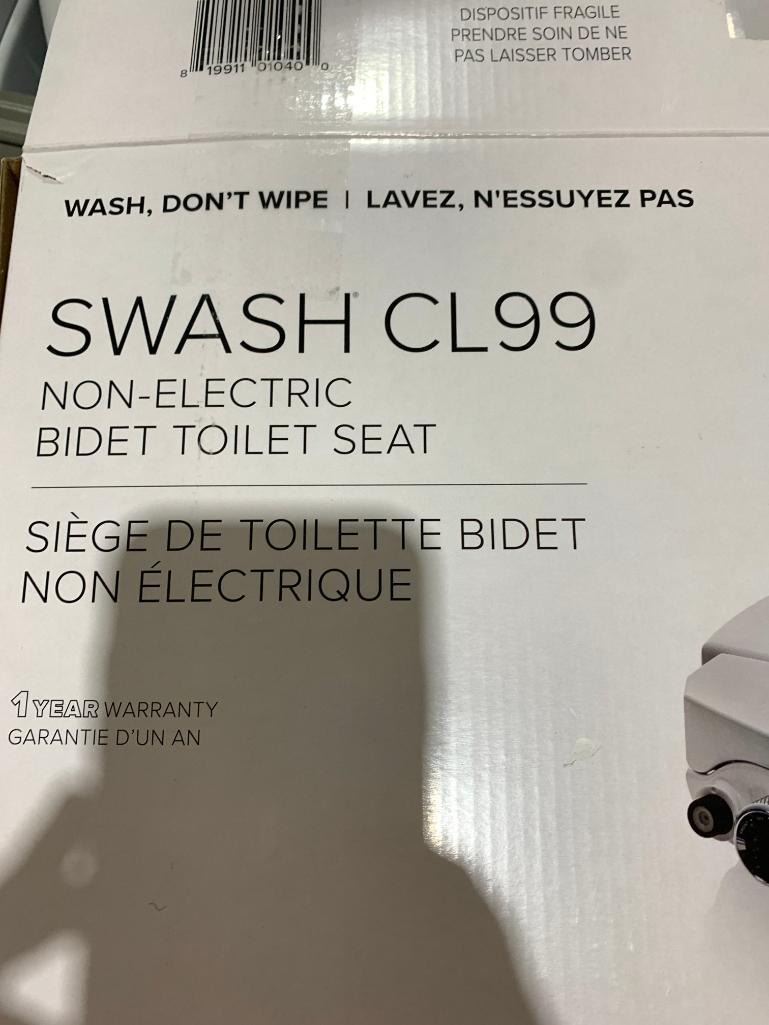 8 19911 01040 0
DISPOSITIF FRAGILE
PRENDRE SOIN DE NE
PAS LAISSER TOMBER
WASH, DON'T WIPE | LAVEZ, N'ESSUYEZ PAS
SWASH® CL99
NON-ELECTRIC
BIDET TOILET SEAT
SIÈGE DE TOILETTE BIDET
NON ÉLECTRIQUE
1 YEAR WARRANTY
GARANTIE D'UN AN